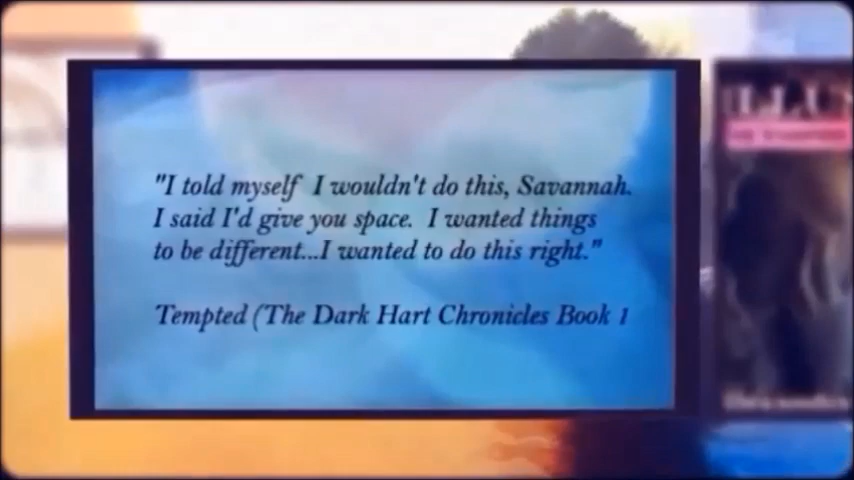 "I told myself I wouldn't do this, Savannah.
I said I'd give you space. I wanted things
to be different...I wanted to do this right."
Tempted (The Dark Hart Chronicles Book 1